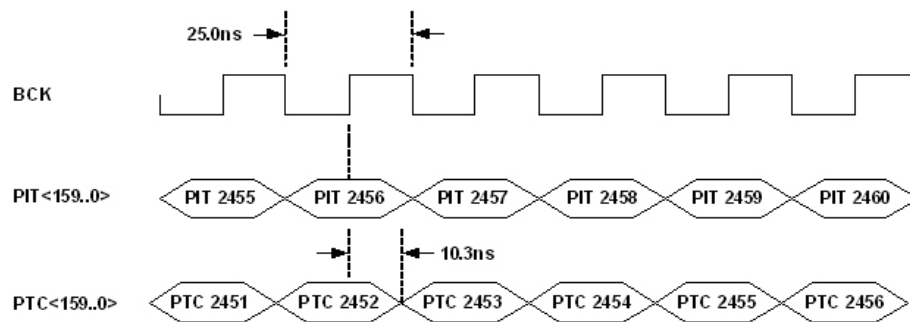 25.0ns
BCK
PIT<159..0> PIT 2455 PIT 2456 PIT 2457 PIT 2458 PIT 2459 PIT 2460
10.3ns
PTC<159..0> PTC 2451 PTC 2452 PTC 2453 PTC 2454 PTC 2455 PTC 2456